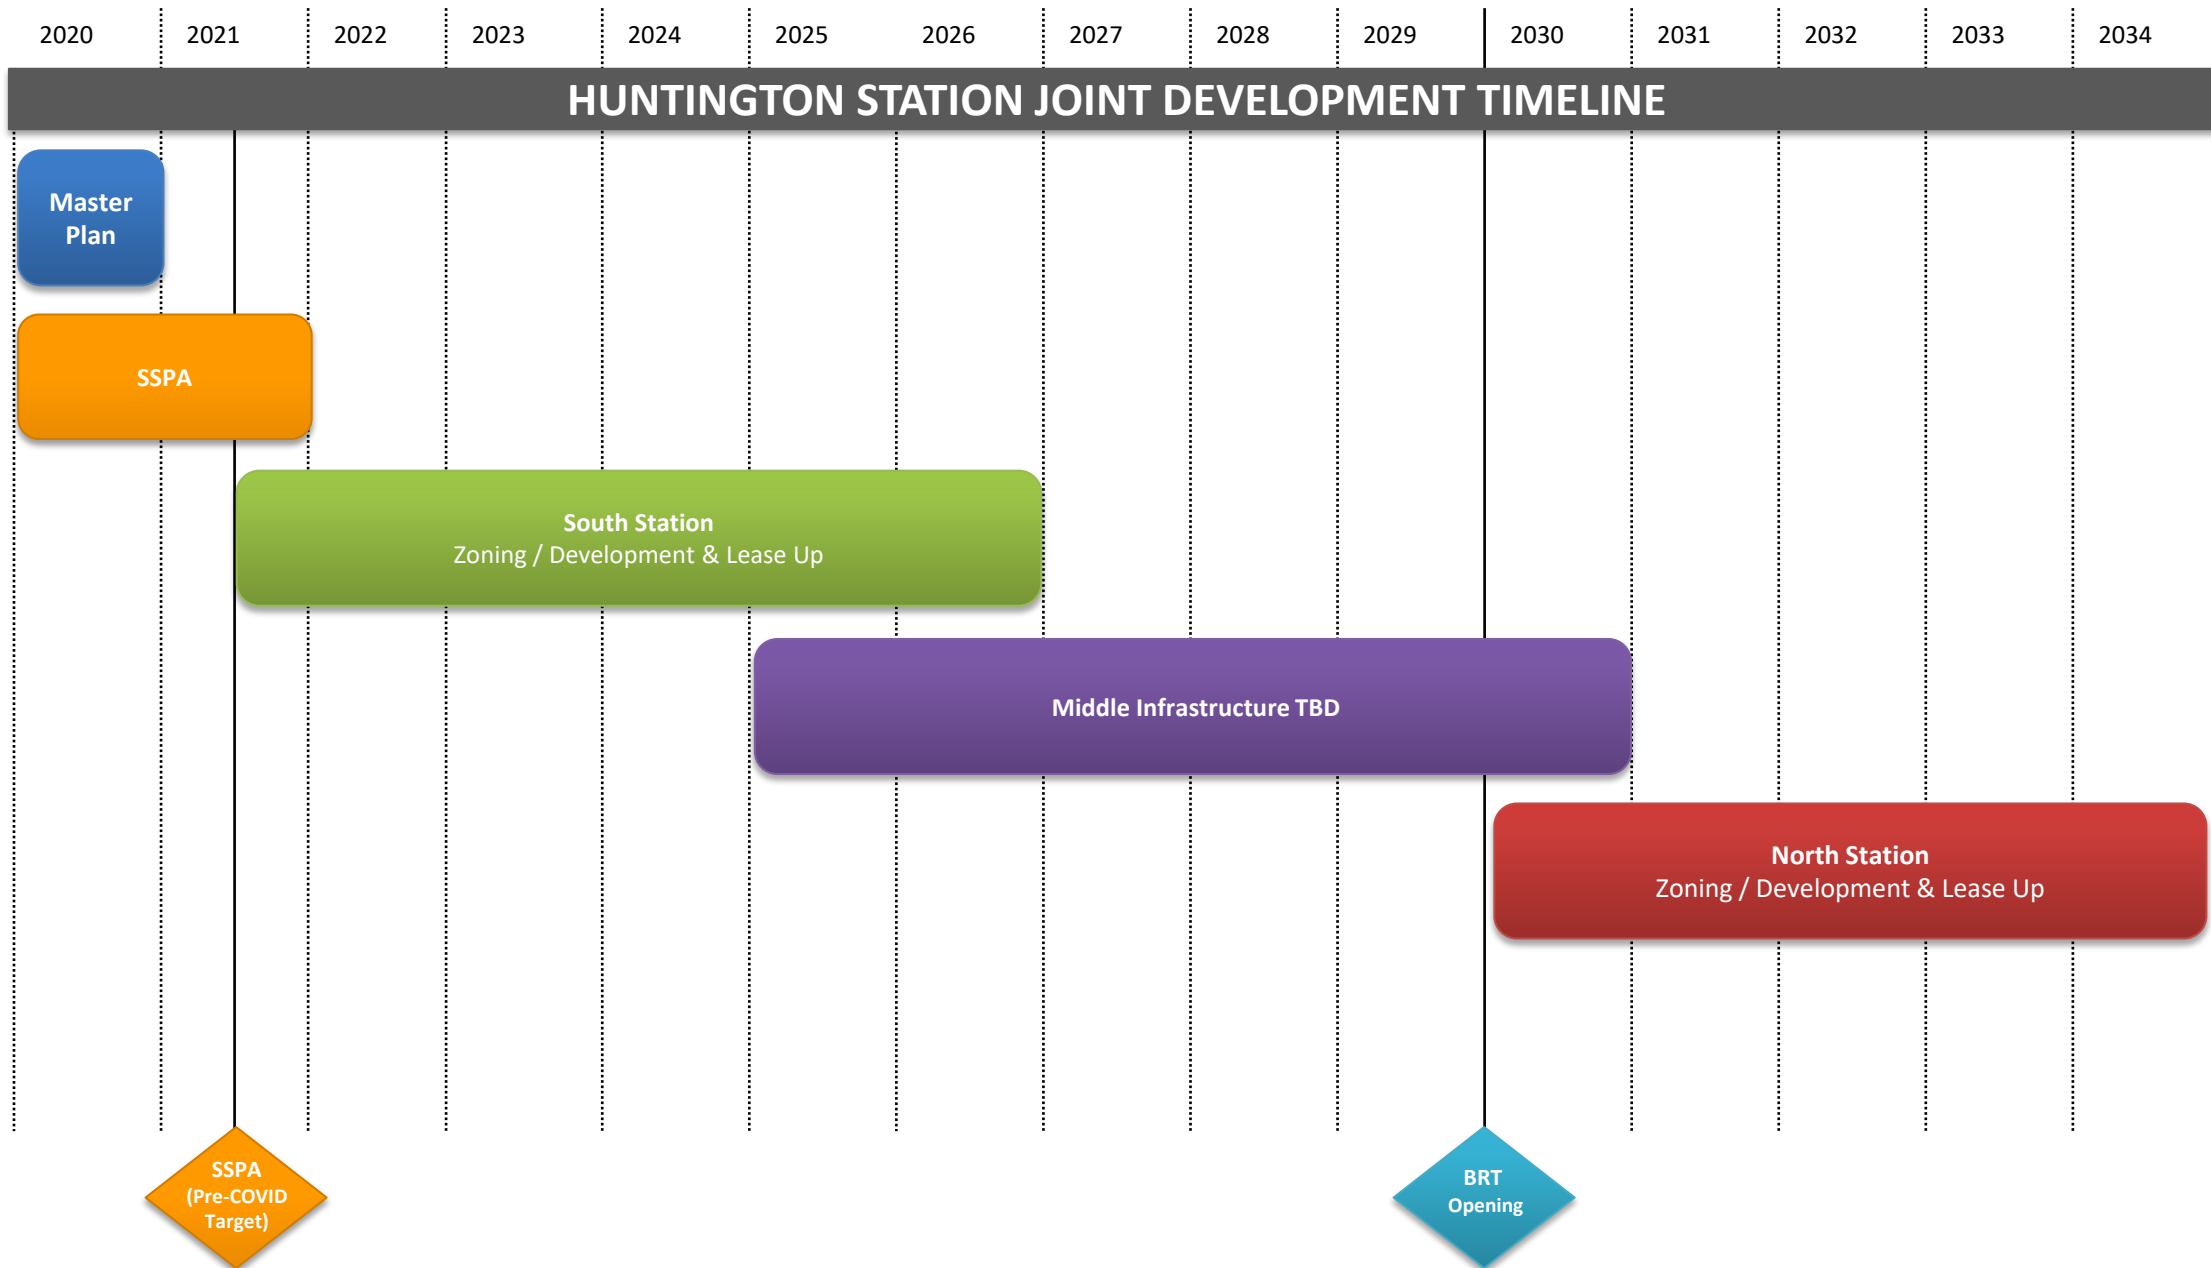 2020 2021 2022 2023 2024 2025 2026 2027 2028 2029 2030 2031 2032 2033 2034
HUNTINGTON STATION JOINT DEVELOPMENT TIMELINE
Master
Plan
SSPA
South Station
Zoning / Development & Lease Up
Middle Infrastructure TBD
North Station
Zoning / Development & Lease Up
SSPA
(Pre-COVID
Target)
BRT
Opening